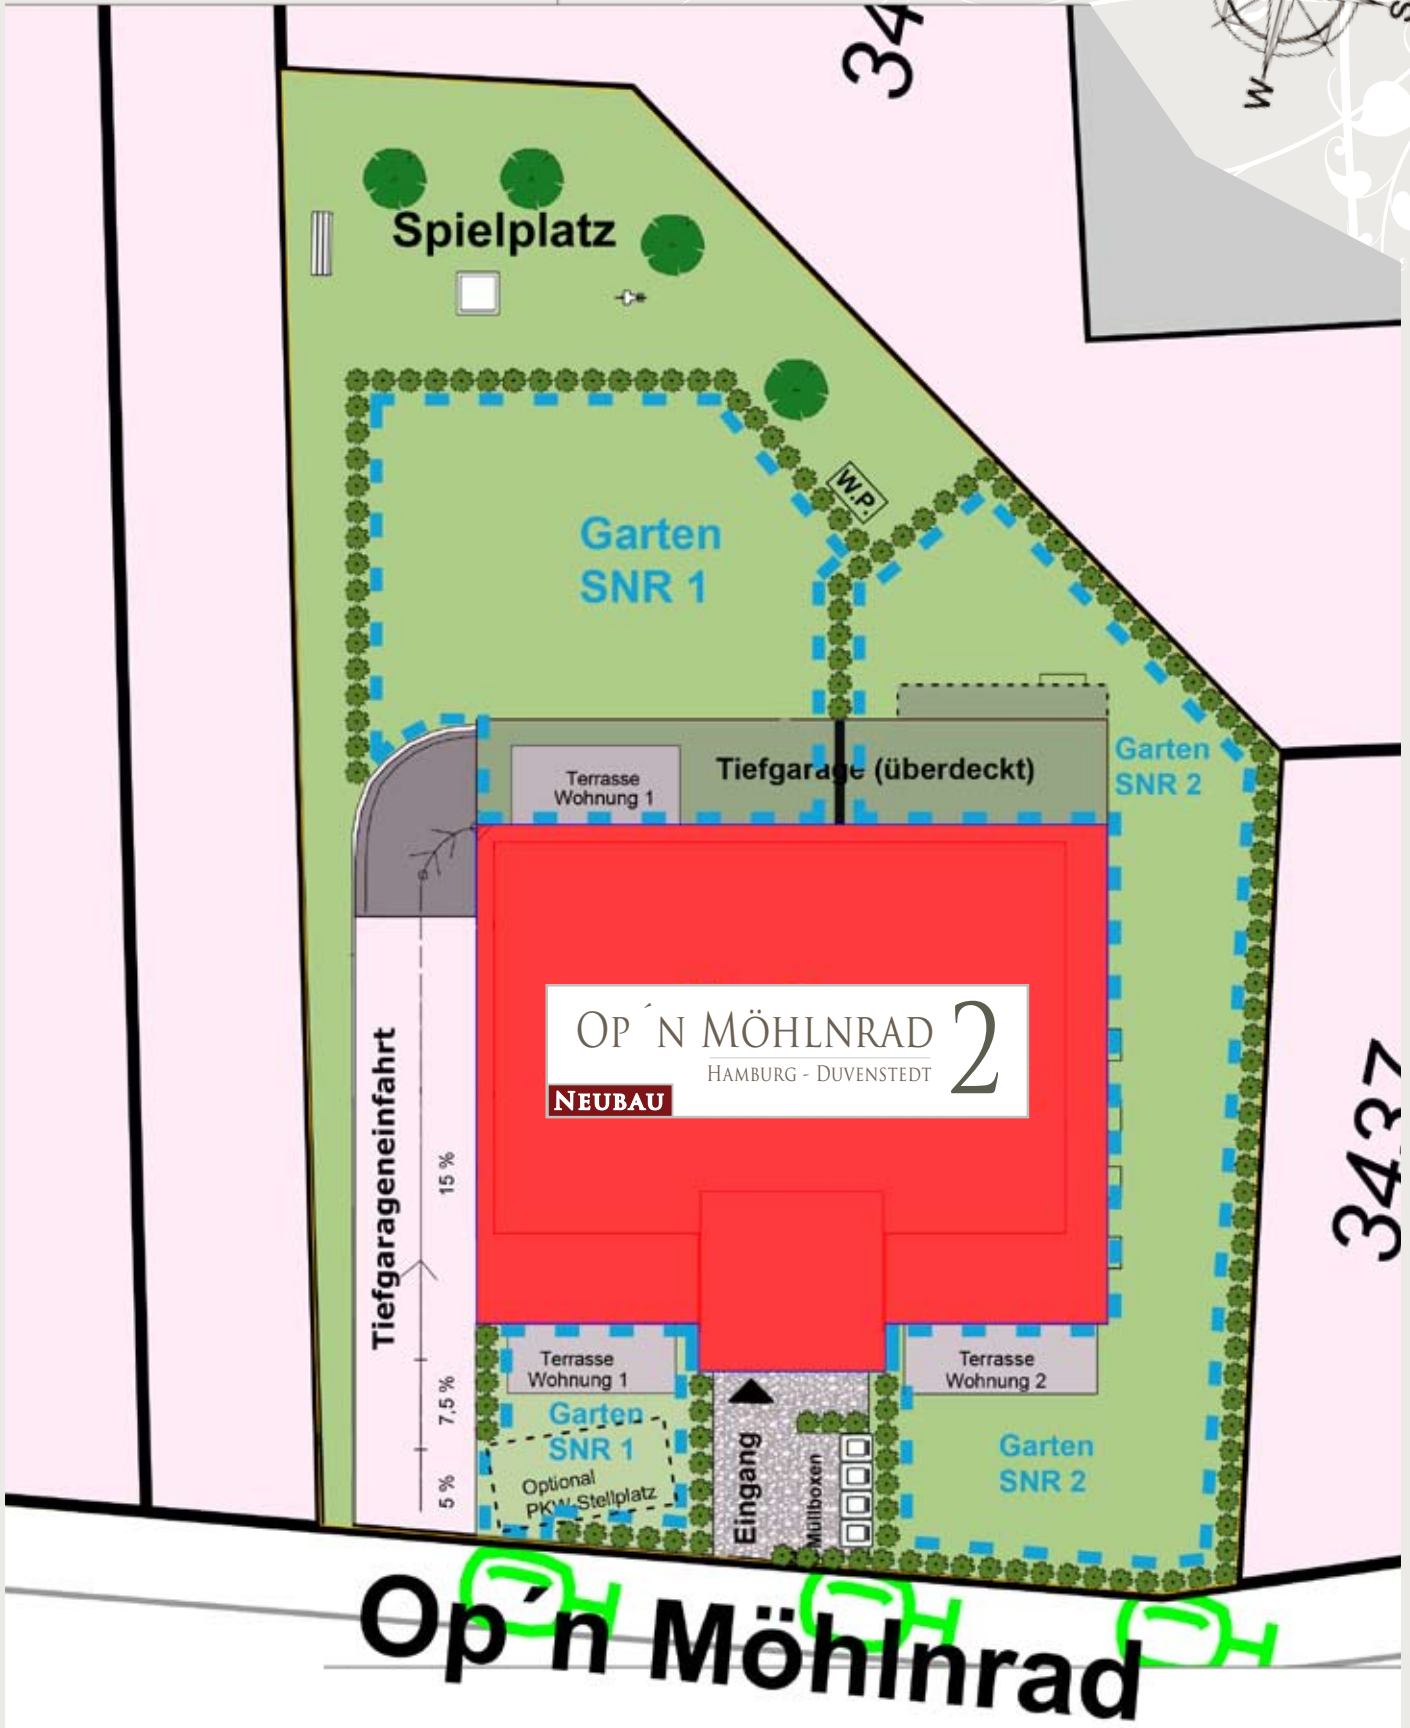 34
S
W
Spielplatz
W.P.
Garten
SNR 1
Garten
SNR 2
Terrasse
Wohnung 1
Tiefgarage (überdeckt)
OP ´N MÖHLNRAD 2
HAMBURG - DUVENSTEDT
NEUBAU
Tiefgarageneinfahrt
15 %
7,5 %
5 %
3437
Terrasse
Wohnung 1
Garten
SNR 1
Optional
PKW-Stellplatz
Eingang
Müllboxen
Terrasse
Wohnung 2
Garten
SNR 2
Op´n Möhlnrad